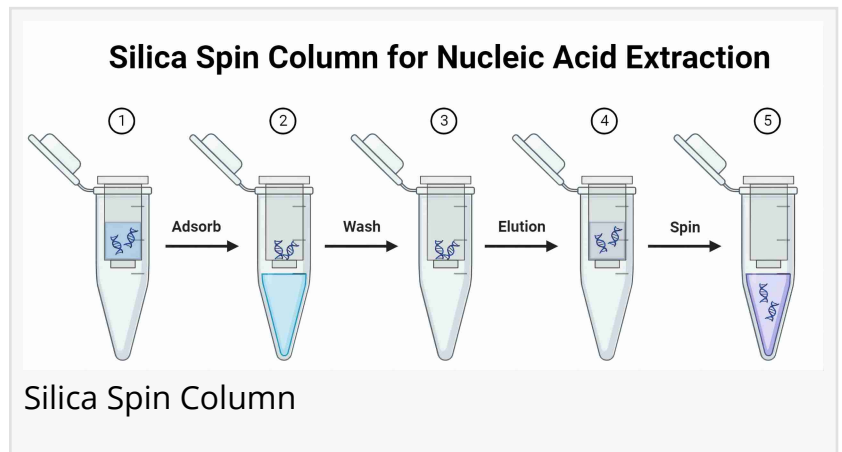 Silica Spin Column for Nucleic Acid Extraction
1 2 3 4 5
Adsorb Wash Elution Spin
Silica Spin Column